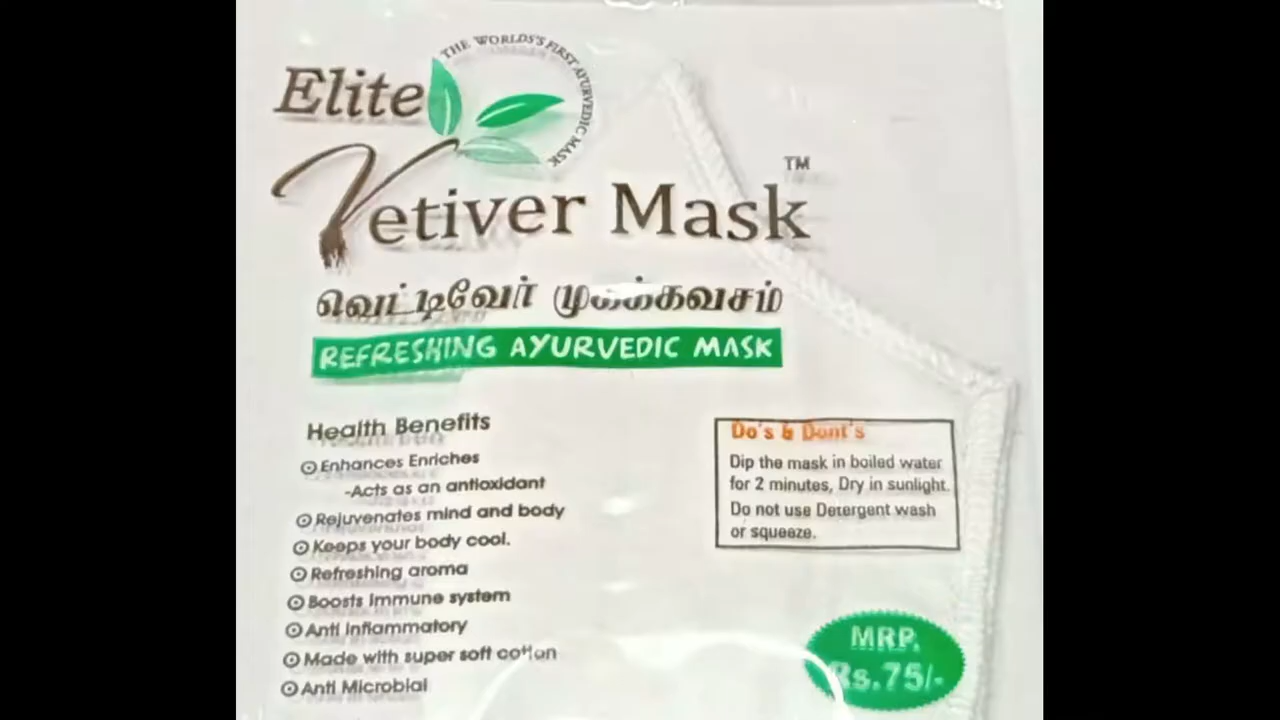 THE WORLDS'S FIRST AYURVEDIC MASK
Elite
Vetiver Mask
TM
வெட்டிவேர் முகக்கவசம்
REFRESHING AYURVEDIC MASK
Health Benefits
Enhances Enriches
-Acts as an antioxidant
Rejuvenates mind and body
Keeps your body cool.
Refreshing aroma
Boosts Immune system
Anti Inflammatory
Made with super soft cotton
Anti Microbial
Do's & Dont's
Dip the mask in boiled water
for 2 minutes, Dry in sunlight.
Do not use Detergent wash
or squeeze.
MRP.
Rs.75/-